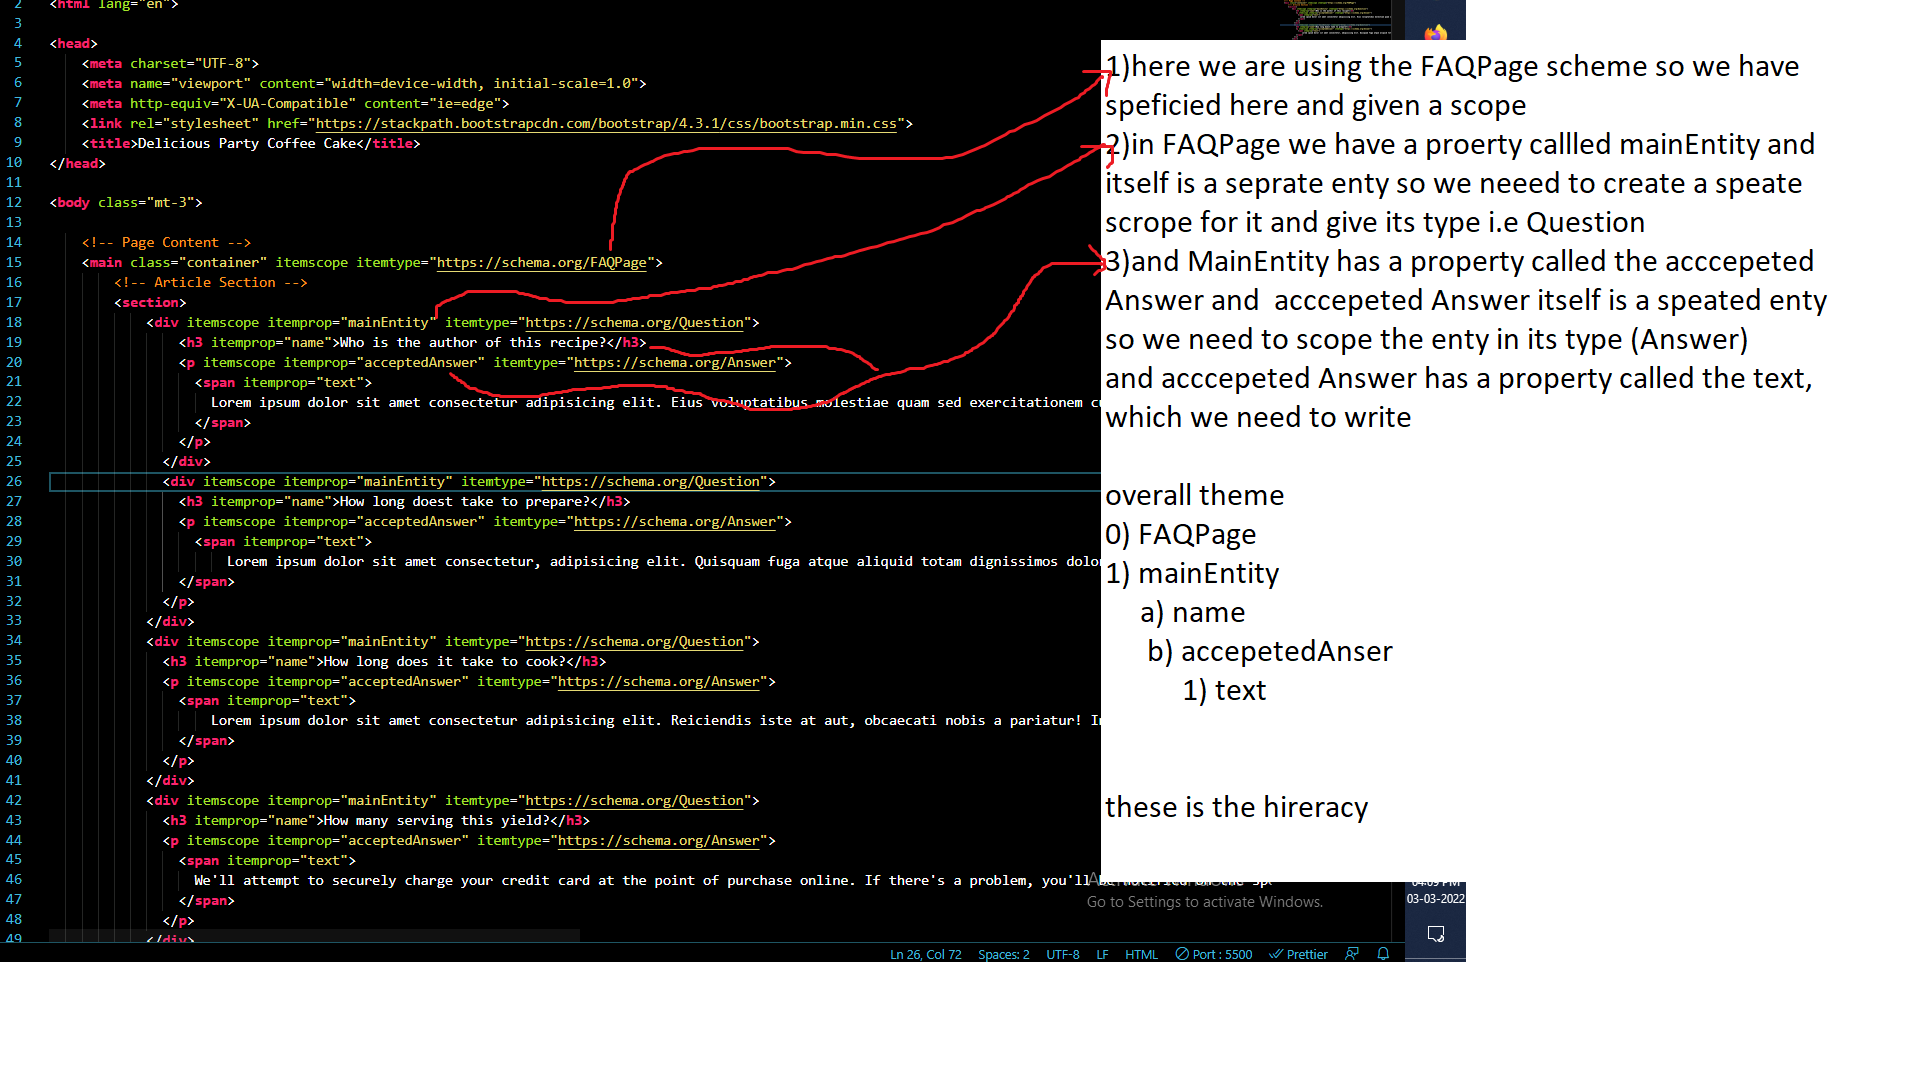 2 <html lang="en">
3
4 <head>
5 <meta charset="UTF-8">
6 <meta name="viewport" content="width=device-width, initial-scale=1.0">
7 <meta http-equiv="X-UA-Compatible" content="ie=edge">
8 <link rel="stylesheet" href="https://stackpath.bootstrapcdn.com/bootstrap/4.3.1/css/bootstrap.min.css">
9 <title>Delicious Party Coffee Cake</title>
10 </head>
11
12 <body class="mt-3">
13
14 <!-- Page Content -->
15 <main class="container" itemscope itemtype="https://schema.org/FAQPage">
16 <!-- Article Section -->
17 <section>
18 <div itemscope itemprop="mainEntity" itemtype="https://schema.org/Question">
19 <h3 itemprop="name">Who is the author of this recipe?</h3>
20 <p itemscope itemprop="acceptedAnswer" itemtype="https://schema.org/Answer">
21 <span itemprop="text">
22 Lorem ipsum dolor sit amet consectetur adipisicing elit. Eius voluptatibus molestiae quam sed exercitationem
23 </span>
24 </p>
25 </div>
26 <div itemscope itemprop="mainEntity" itemtype="https://schema.org/Question">
27 <h3 itemprop="name">How long doest take to prepare?</h3>
28 <p itemscope itemprop="acceptedAnswer" itemtype="https://schema.org/Answer">
29 <span itemprop="text">
30 Lorem ipsum dolor sit amet consectetur, adipisicing elit. Quisquam fuga atque aliquid totam dignissimos
31 </span>
32 </p>
33 </div>
34 <div itemscope itemprop="mainEntity" itemtype="https://schema.org/Question">
35 <h3 itemprop="name">How long does it take to cook?</h3>
36 <p itemscope itemprop="acceptedAnswer" itemtype="https://schema.org/Answer">
37 <span itemprop="text">
38 Lorem ipsum dolor sit amet consectetur adipisicing elit. Reiciendis iste at aut, obcaecati nobis a pariatur!
39 </span>
40 </p>
41 </div>
42 <div itemscope itemprop="mainEntity" itemtype="https://schema.org/Question">
43 <h3 itemprop="name">How many serving this yield?</h3>
44 <p itemscope itemprop="acceptedAnswer" itemtype="https://schema.org/Answer">
45 <span itemprop="text">
46 We'll attempt to securely charge your credit card at the point of purchase online. If there's a problem, you'll
47 </span>
48 </p>
49 </div>
1)here we are using the FAQPage scheme so we have
speficied here and given a scope
2)in FAQPage we have a proerty callled mainEntity and
itself is a seprate enty so we neeed to create a speate
scrope for it and give its type i.e Question
3)and MainEntity has a property called the acccepeted
Answer and acccepeted Answer itself is a speated enty
so we need to scope the enty in its type (Answer)
and acccepeted Answer has a property called the text,
which we need to write
overall theme
0) FAQPage
1) mainEntity
a) name
b) accepetedAnser
1) text
these is the hireracy
Go to Settings to activate Windows.
04:09 PM
03-03-2022
Ln 26, Col 72 Spaces: 2 UTF-8 LF HTML Port : 5500 Prettier